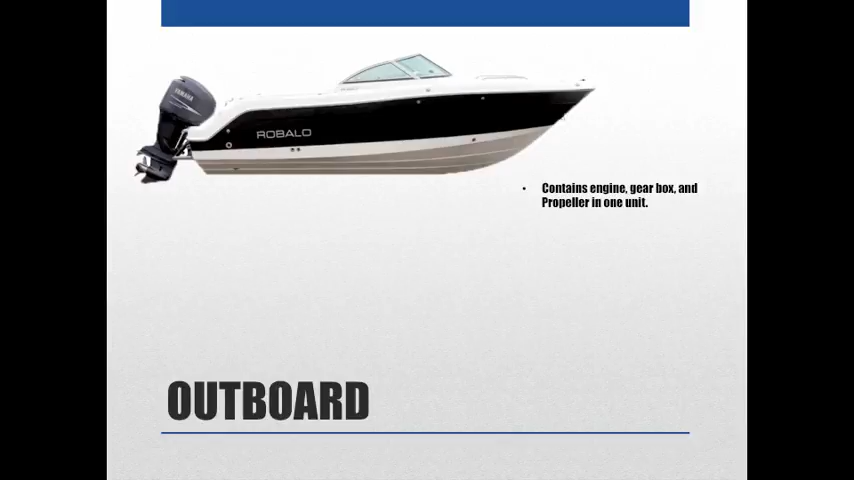 YAMAHA
ROBALO
• Contains engine, gear box, and
Propeller in one unit.
OUTBOARD